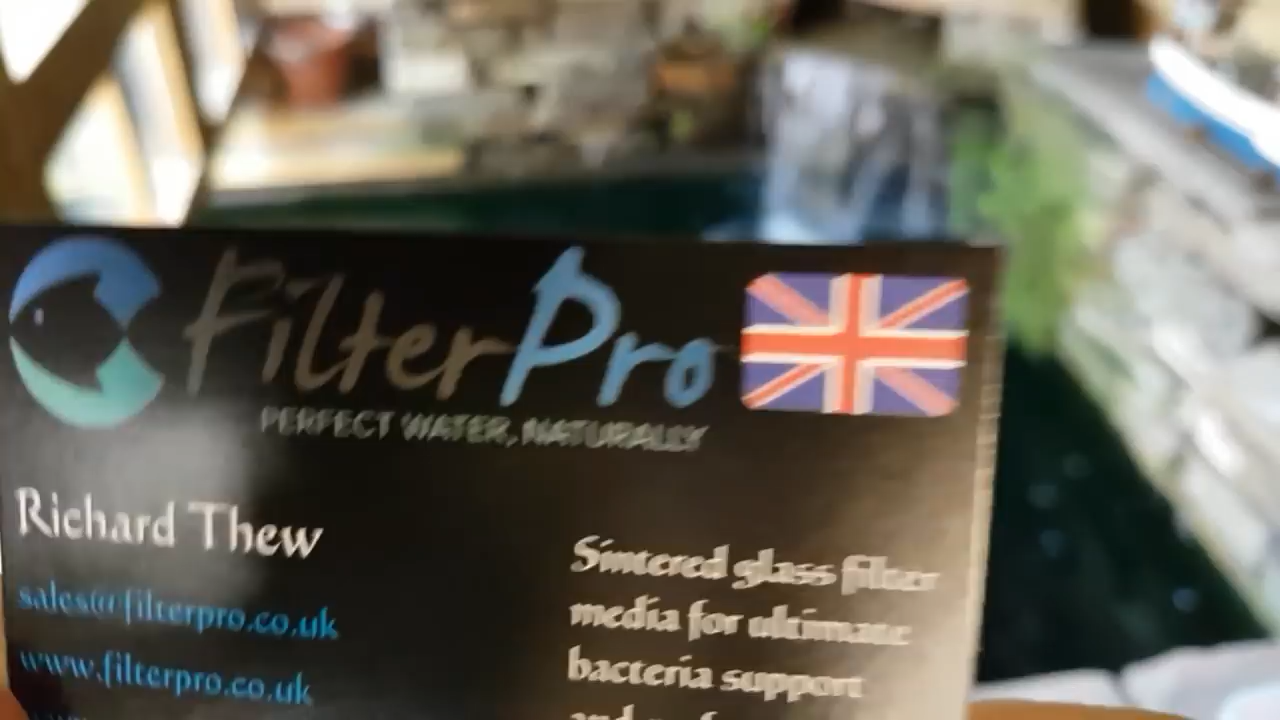 FilterPro
PERFECT WATER, NATURALLY
Richard Thew
sales@filterpro.co.uk
www.filterpro.co.uk
Sintered glass filter
media for ultimate
bacteria support
and